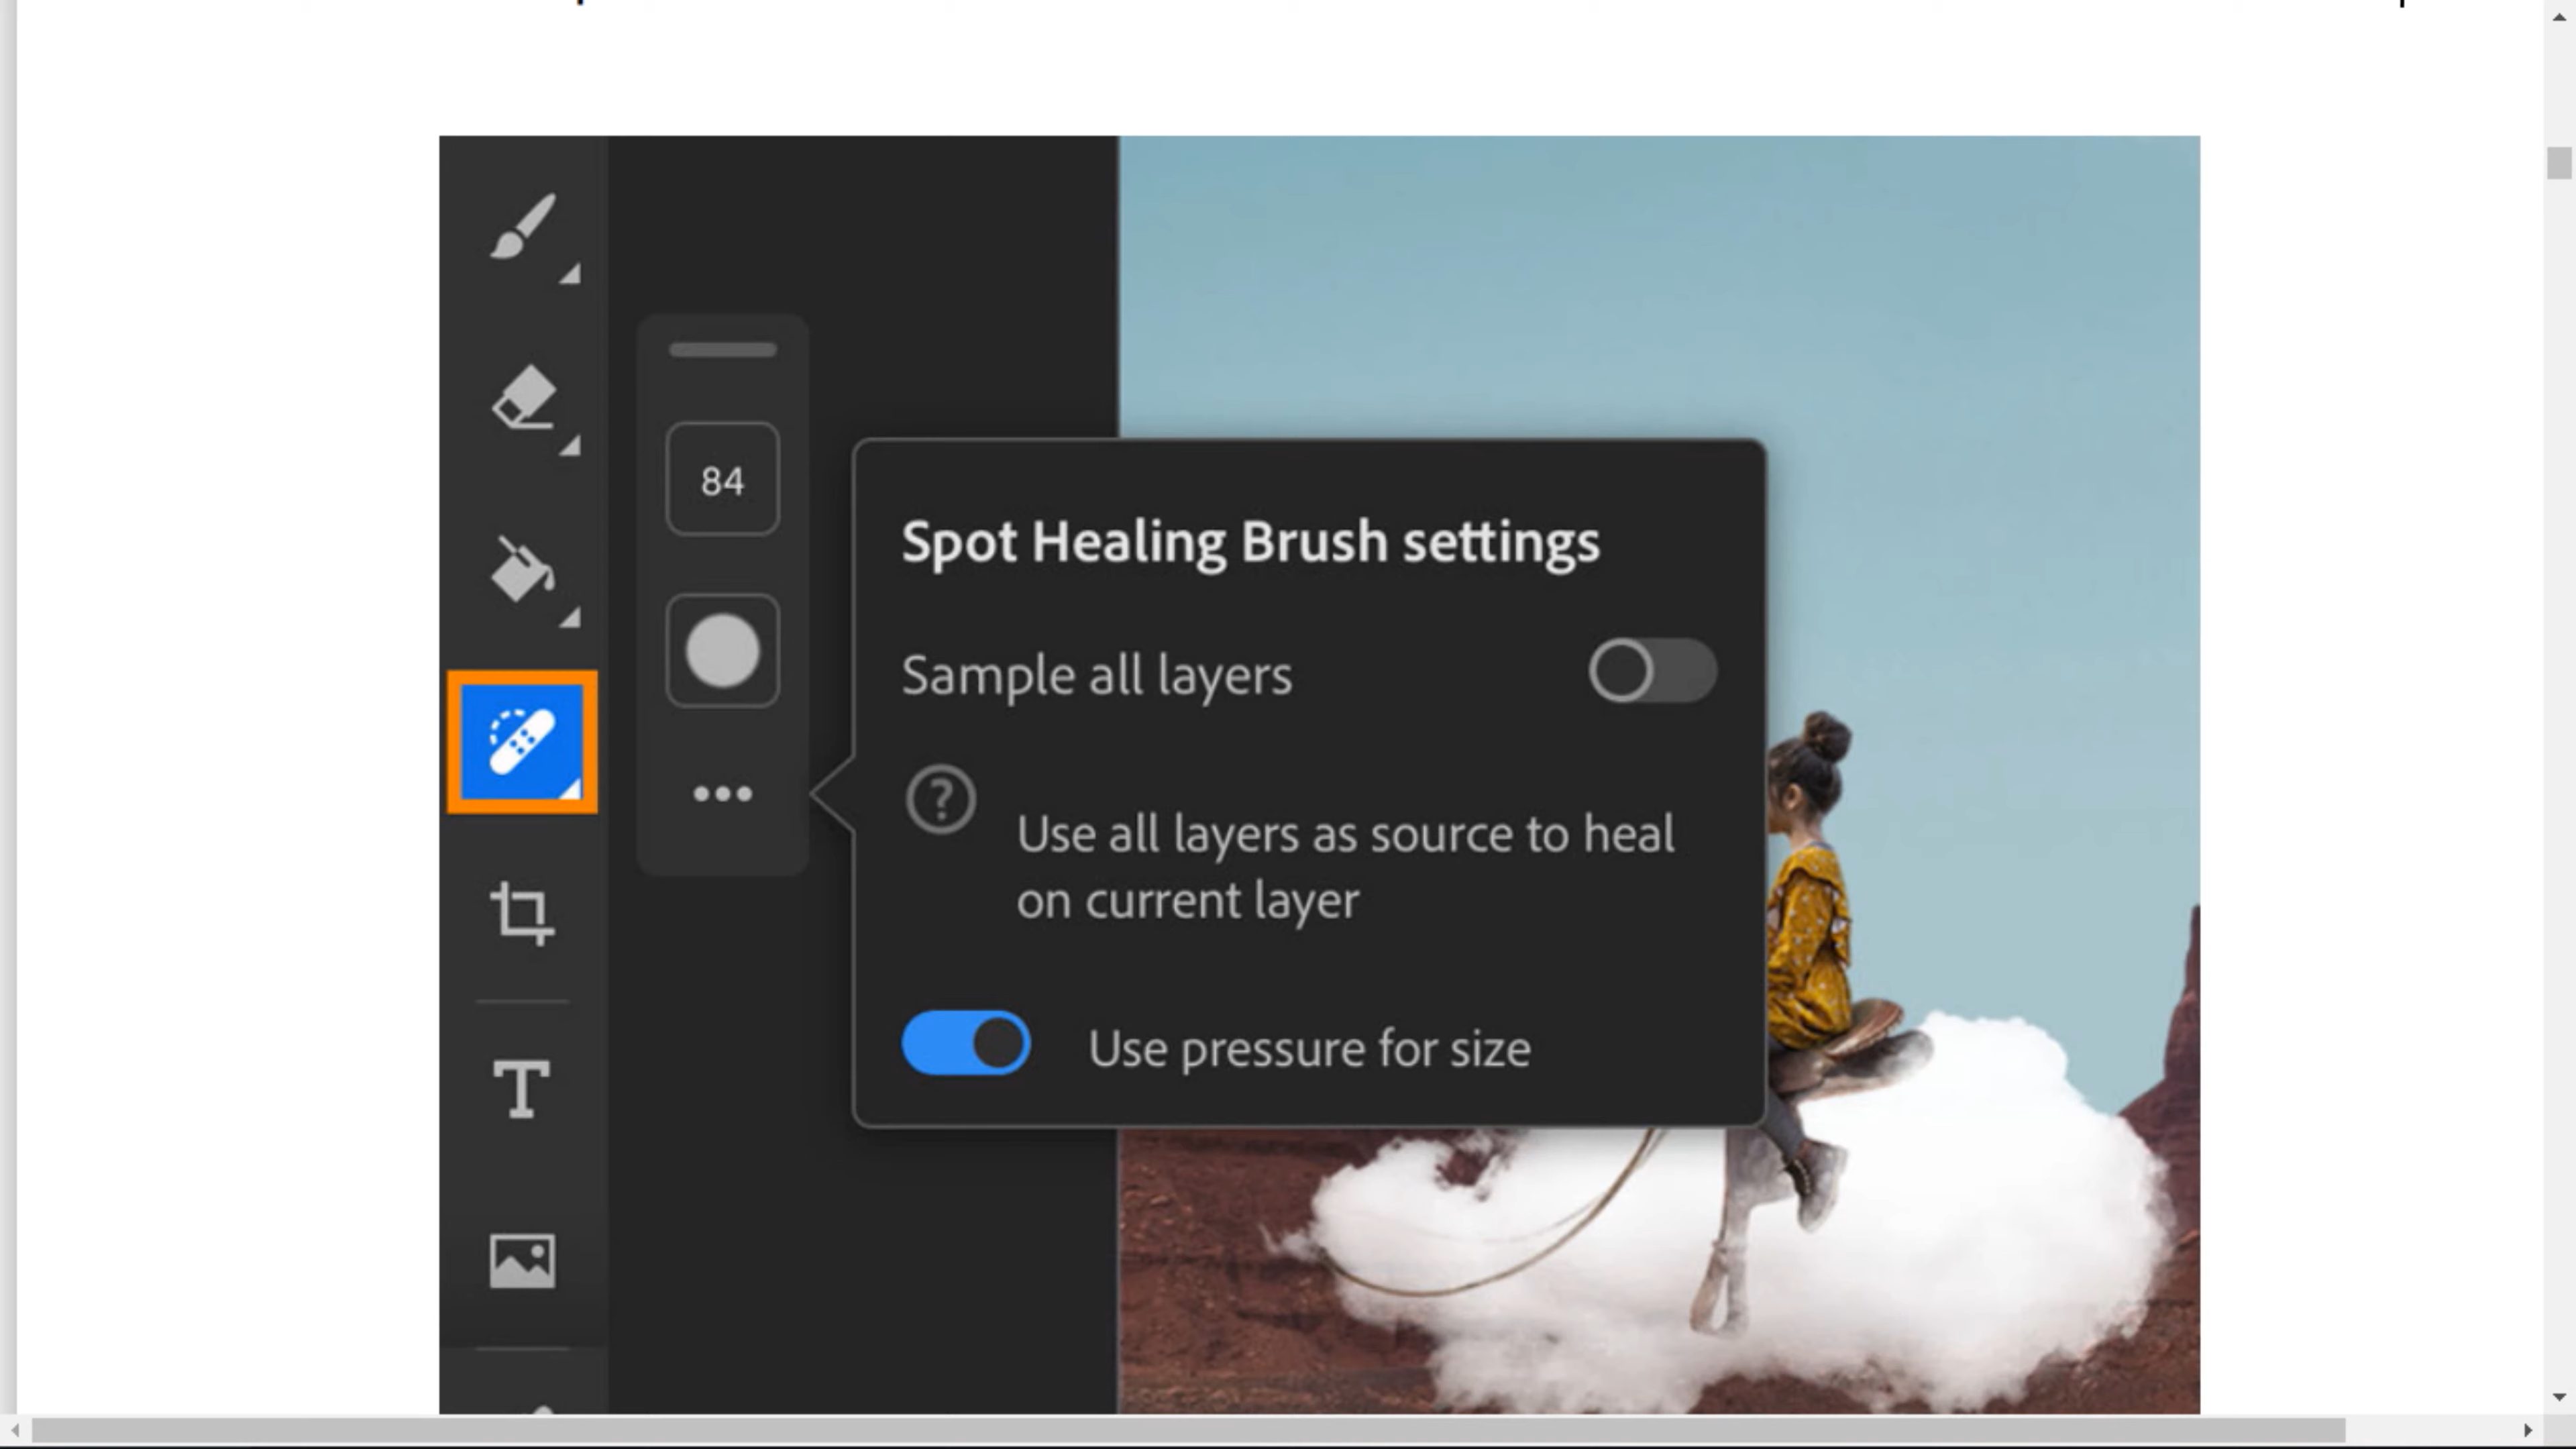 84
Spot Healing Brush settings
Sample all layers
Use all layers as source to heal
on current layer
Use pressure for size